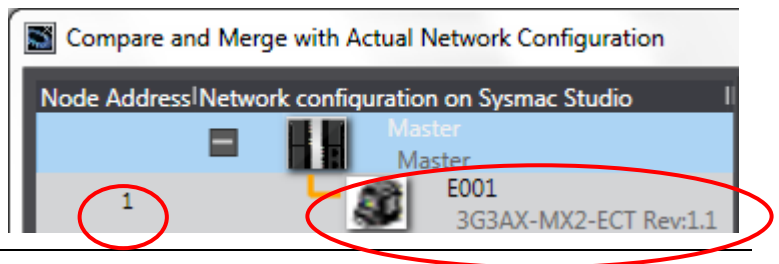 Compare and Merge with Actual Network Configuration
Node Address Network configuration on Sysmac Studio
Master
Master
1 E001
3G3AX-MX2-ECT Rev:1.1